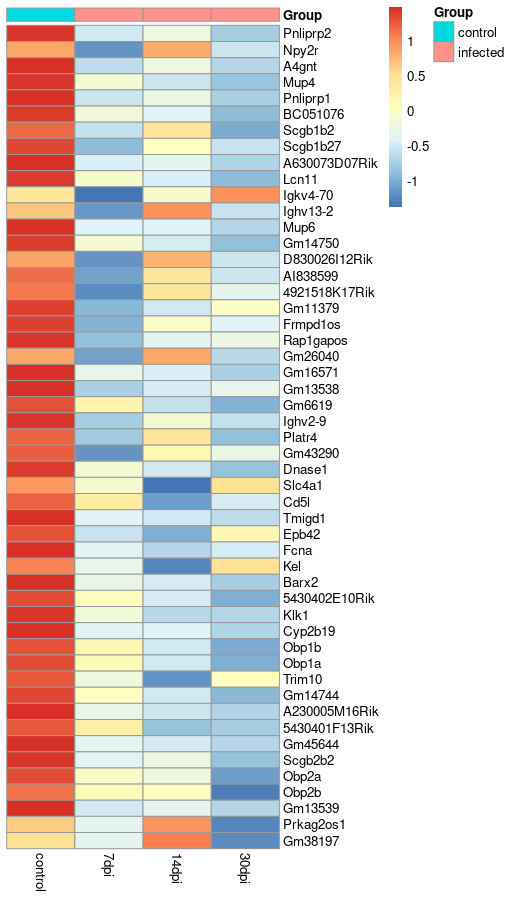 Group
Pnliprp2
Npy2r
A4gnt
Mup4
Pnliprp1
BC051076
Scgb1b2
Scgb1b27
A630073D07Rik
Lcn11
Igkv4-70
Ighv13-2
Mup6
Gm14750
D830026I12Rik
AI838599
4921518K17Rik
Gm11379
Frmpd1os
Rap1gapos
Gm26040
Gm16571
Gm13538
Gm6619
Ighv2-9
Platr4
Gm43290
Dnase1
Slc4a1
Cd5l
Tmigd1
Epb42
Fcna
Kel
Barx2
5430402E10Rik
Klk1
Cyp2b19
Obp1b
Obp1a
Trim10
Gm14744
A230005M16Rik
5430401F13Rik
Gm45644
Scgb2b2
Obp2a
Obp2b
Gm13539
Prkag2os1
Gm38197
control
7dpi
14dpi
30dpi
1
0.5
0
-0.5
-1
Group
control
infected